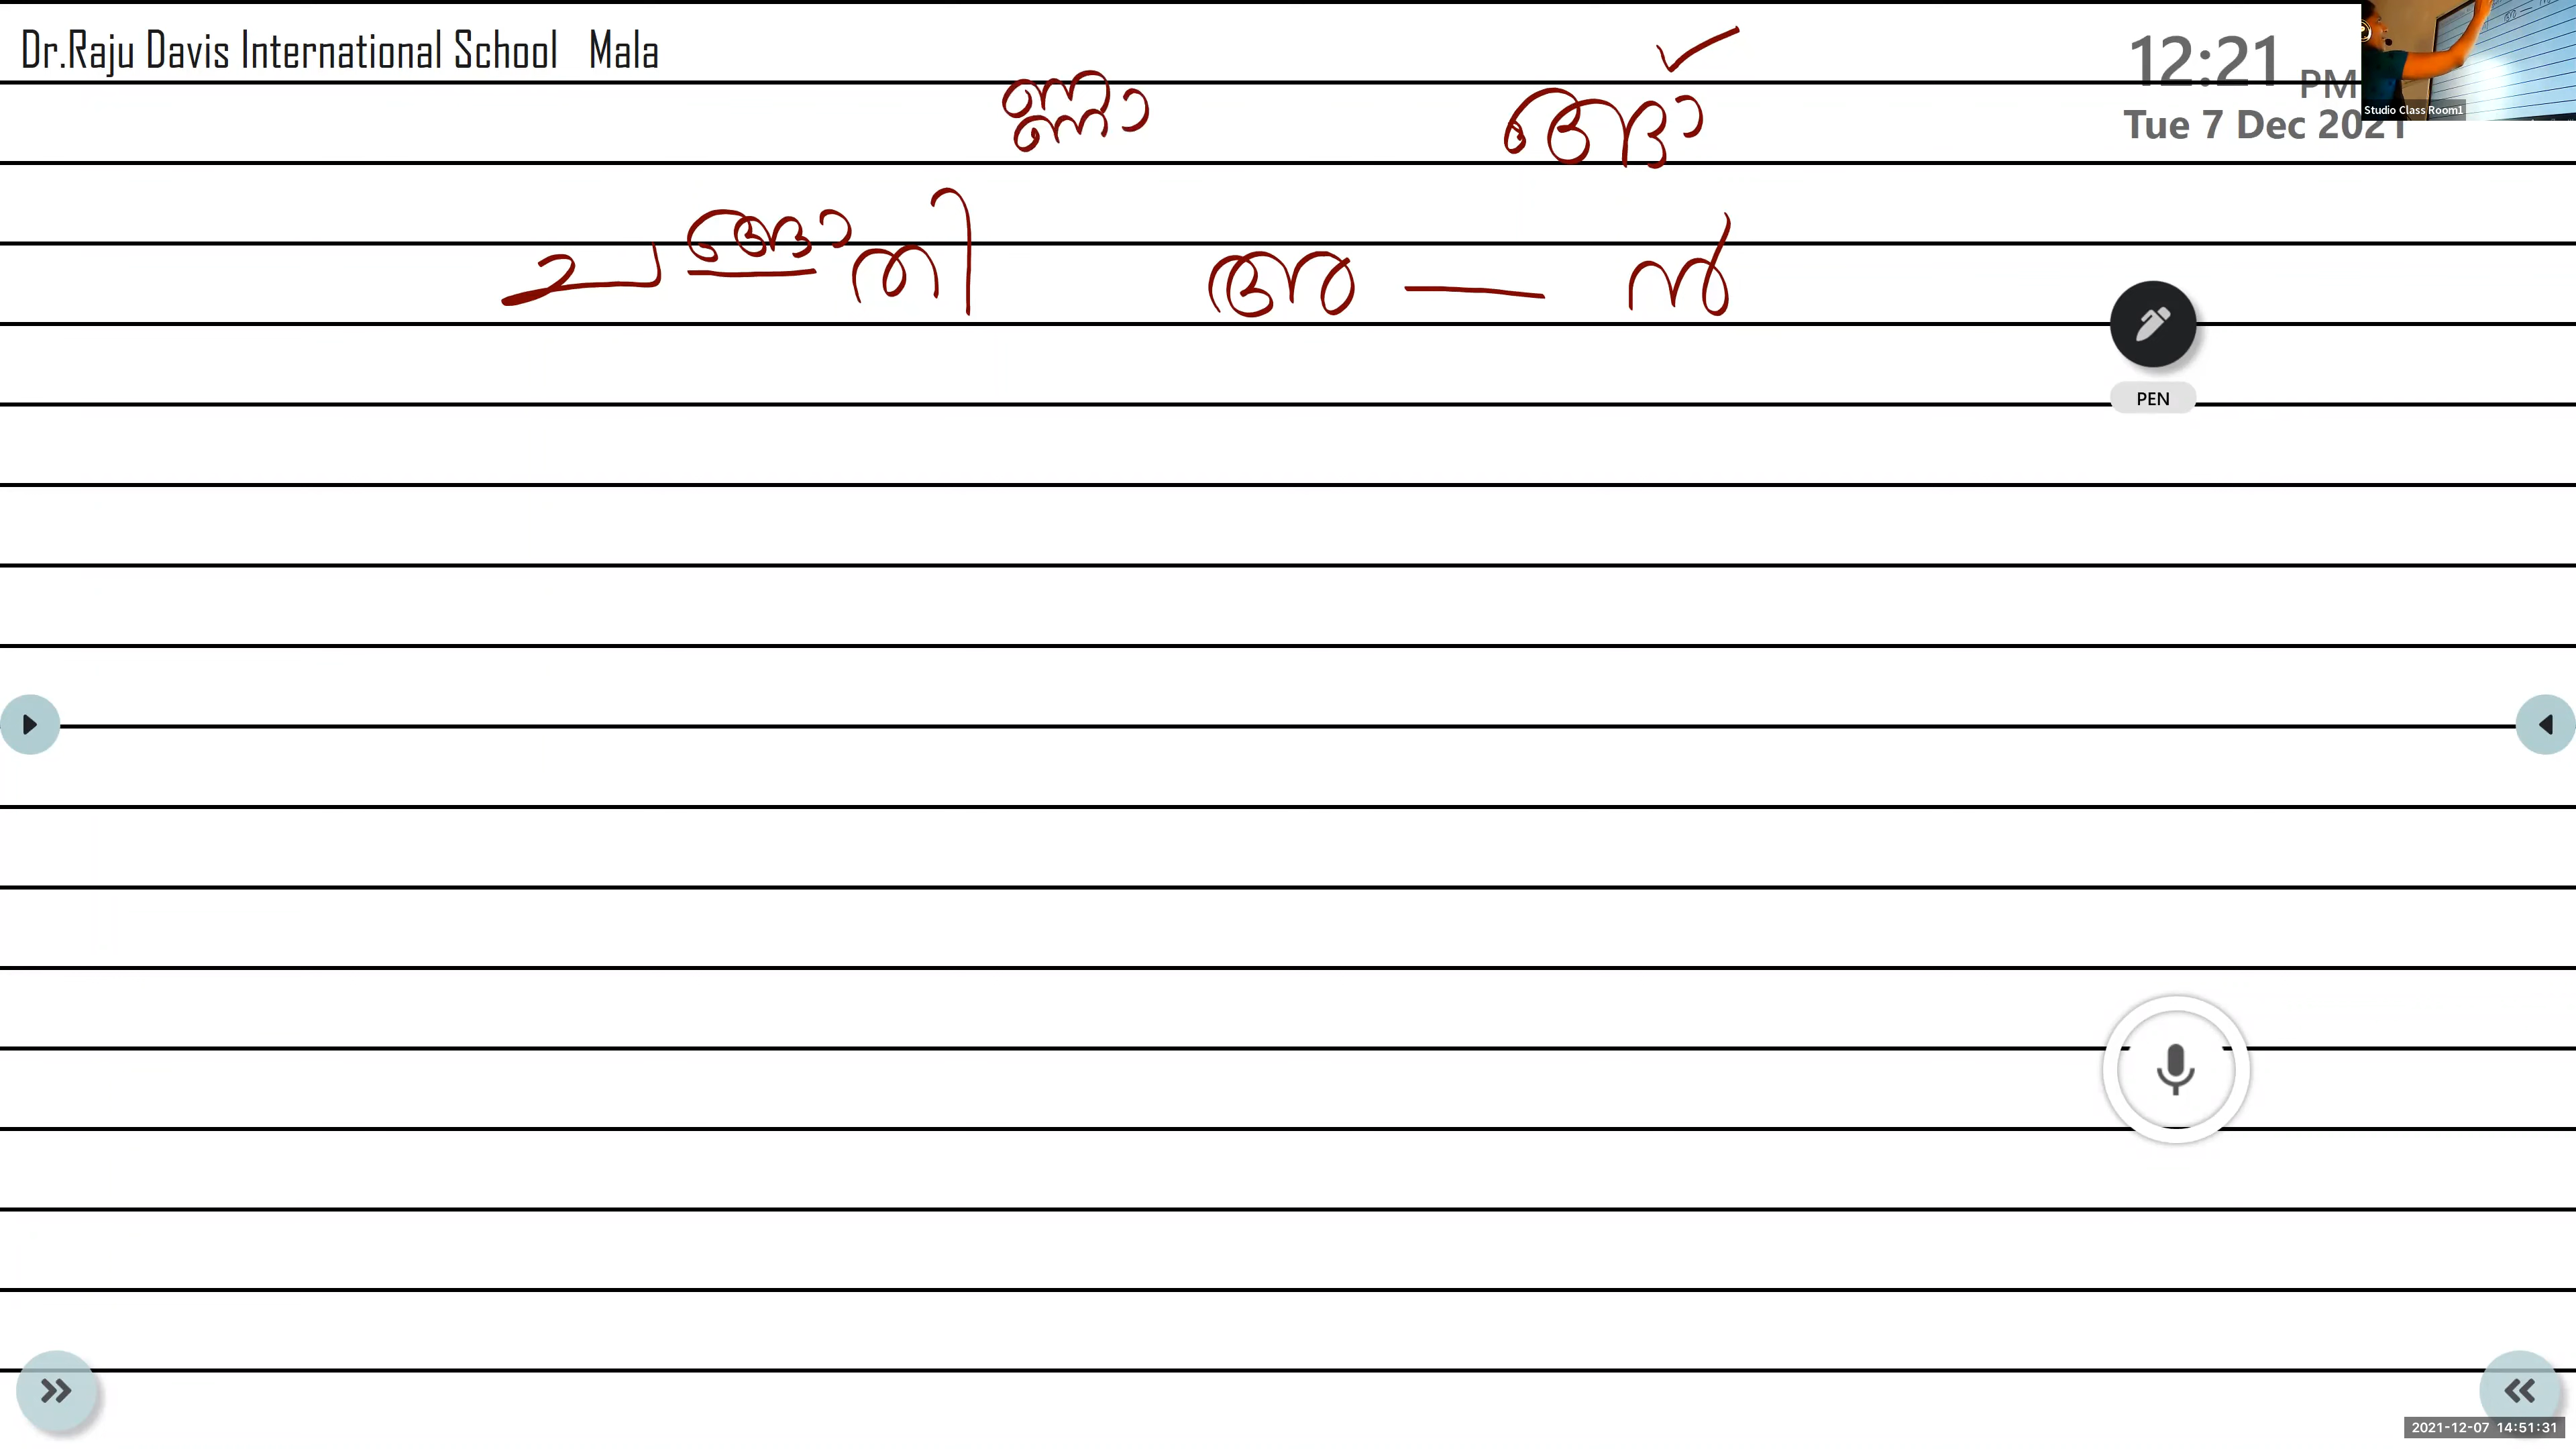 Dr.Raju Davis International School Mala
12:21 PM
Tue 7 Dec 2021
Studio Class Room1
ണ്ണാ ങ്ങാ ✓
ച ങ്ങാ തി അ — ൻ
PEN
2021-12-07 14:51:31